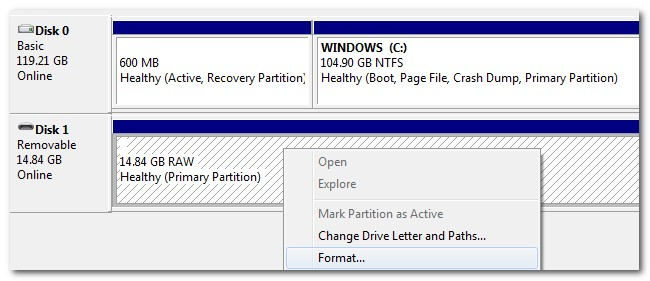 Disk 0
Basic
119.21 GB
Online
600 MB
Healthy (Active, Recovery Partition)
WINDOWS (C:)
104.90 GB NTFS
Healthy (Boot, Page File, Crash Dump, Primary Partition)
Disk 1
Removable
14.84 GB
Online
14.84 GB RAW
Healthy (Primary Partition)
Open
Explore
Mark Partition as Active
Change Drive Letter and Paths...
Format...